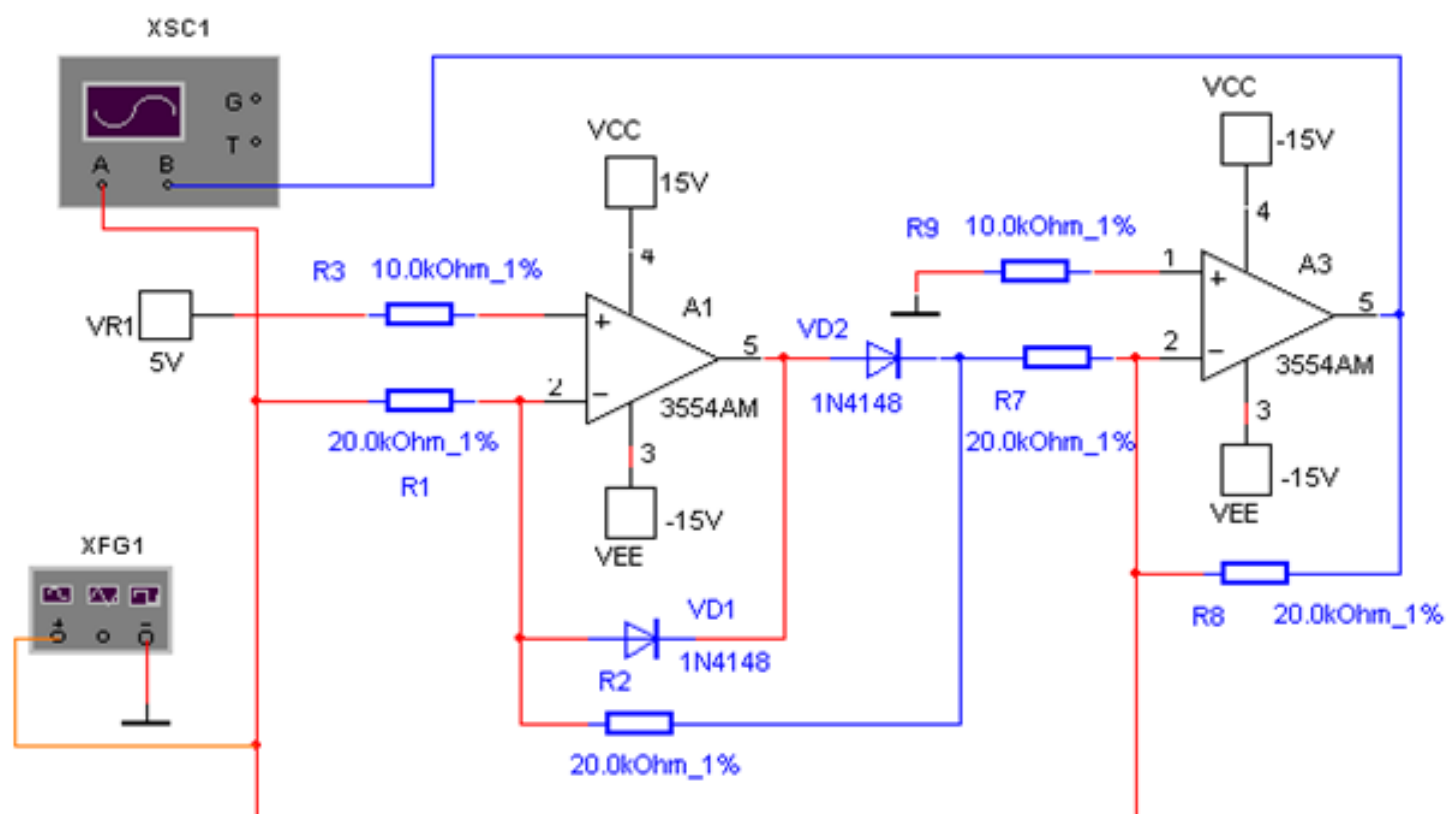 XSC1
G
T
A B
VCC
15V
4
VCC
-15V
4
R3 10.0kOhm_1%
R9 10.0kOhm_1%
VR1
5V
+
A1
5
2
−
3554AM
20.0kOhm_1%
R1
3
-15V
VEE
VD2
1N4148
1
+
A3
5
2
−
3554AM
R7
20.0kOhm_1%
3
-15V
VEE
XFG1
+ −
VD1
1N4148
R2
20.0kOhm_1%
R8 20.0kOhm_1%